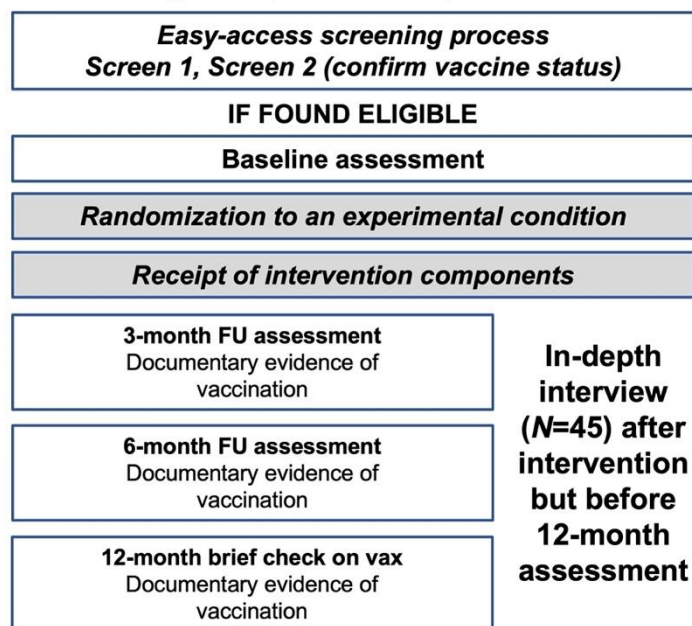 Easy-access screening process
Screen 1, Screen 2 (confirm vaccine status)
IF FOUND ELIGIBLE
Baseline assessment
Randomization to an experimental condition
Receipt of intervention components
3-month FU assessment
Documentary evidence of
vaccination
6-month FU assessment
Documentary evidence of
vaccination
12-month brief check on vax
Documentary evidence of
vaccination
In-depth
interview
(N=45) after
intervention
but before
12-month
assessment